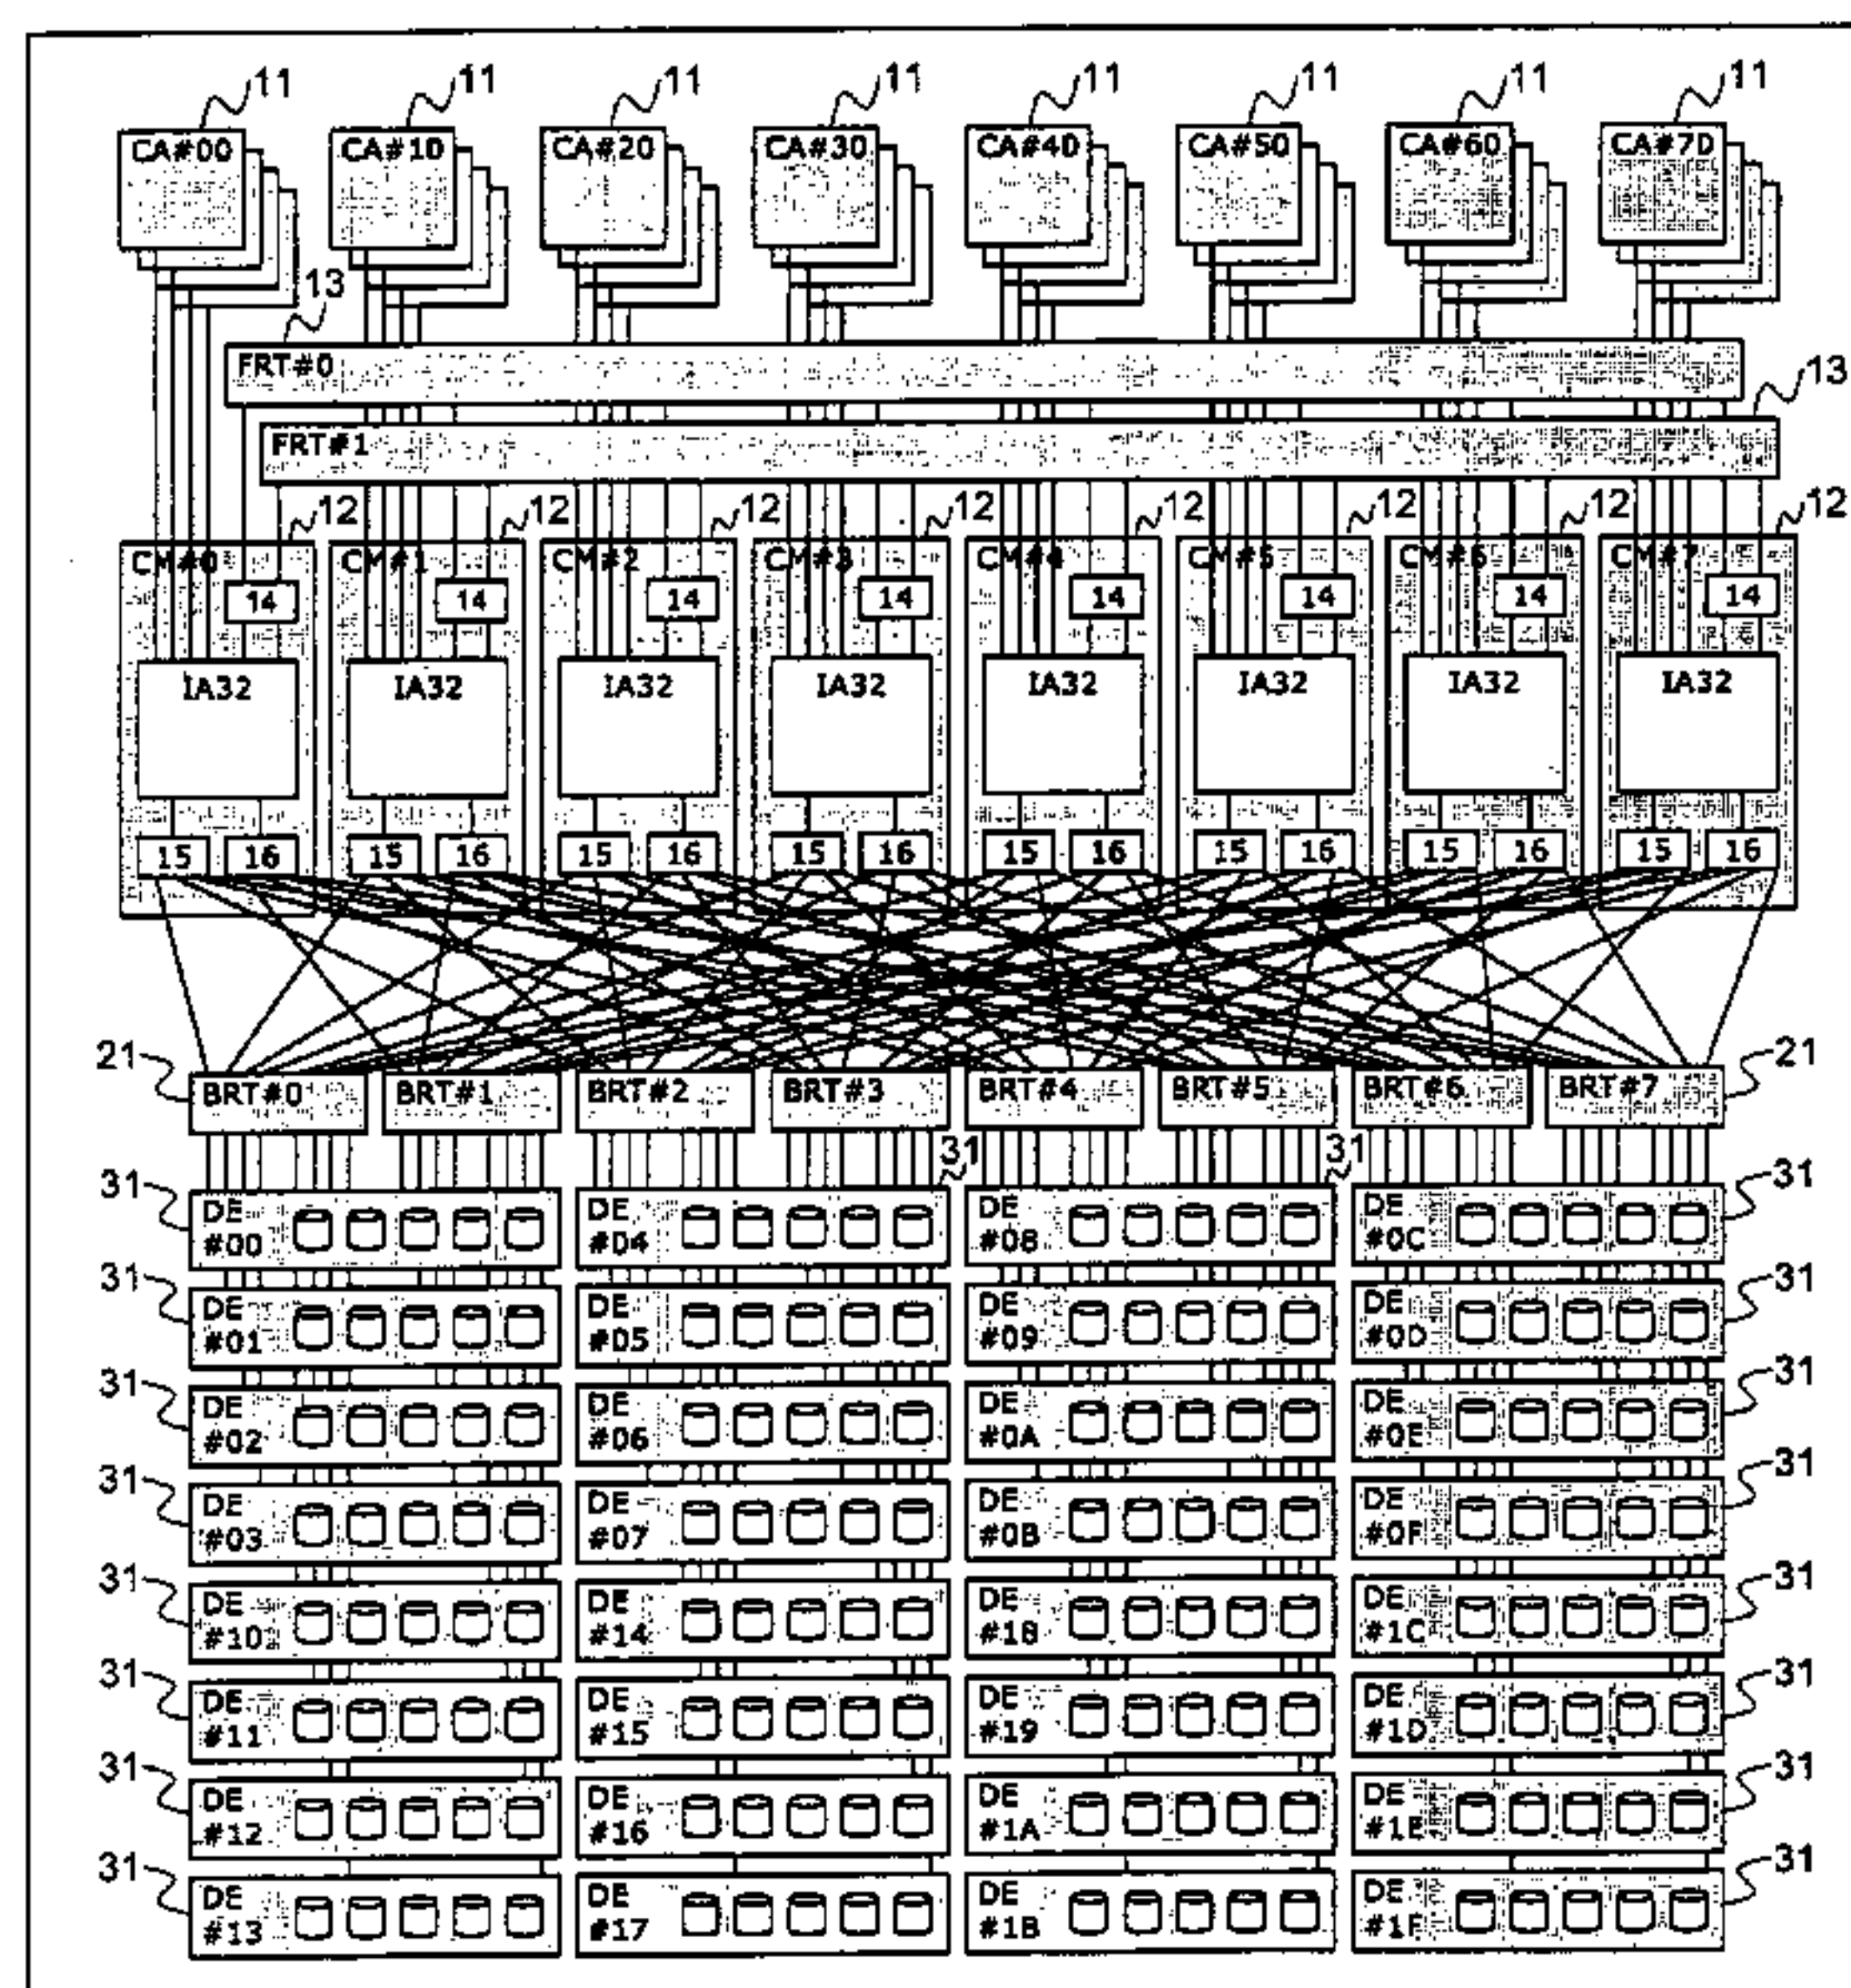 11 11 11 11 11 11 11 11
CA#00 CA#10 CA#20 CA#30 CA#40 CA#50 CA#60 CA#70
13
FRT#0
13
FRT#1
12 12 12 12 12 12 12 12
CM#0 CM#1 CM#2 CM#3 CM#4 CM#5 CM#6 CM#7
14 14 14 14 14 14 14 14
IA32 IA32 IA32 IA32 IA32 IA32 IA32 IA32
15 16 15 16 15 16 15 16 15 16 15 16 15 16 15 16
21 21
BRT#0 BRT#1 BRT#2 BRT#3 BRT#4 BRT#5 BRT#6 BRT#7
31 31 31 31
DE DE DE DE
#00 #04 #08 #0C
31 31
DE DE DE DE
#01 #05 #09 #0D
31 31
DE DE DE DE
#02 #06 #0A #0E
31 31
DE DE DE DE
#03 #07 #0B #0F
31 31
DE DE DE DE
#10 #14 #18 #1C
31 31
DE DE DE DE
#11 #15 #19 #1D
31 31
DE DE DE DE
#12 #16 #1A #1E
31 31
DE DE DE DE
#13 #17 #1B #1F